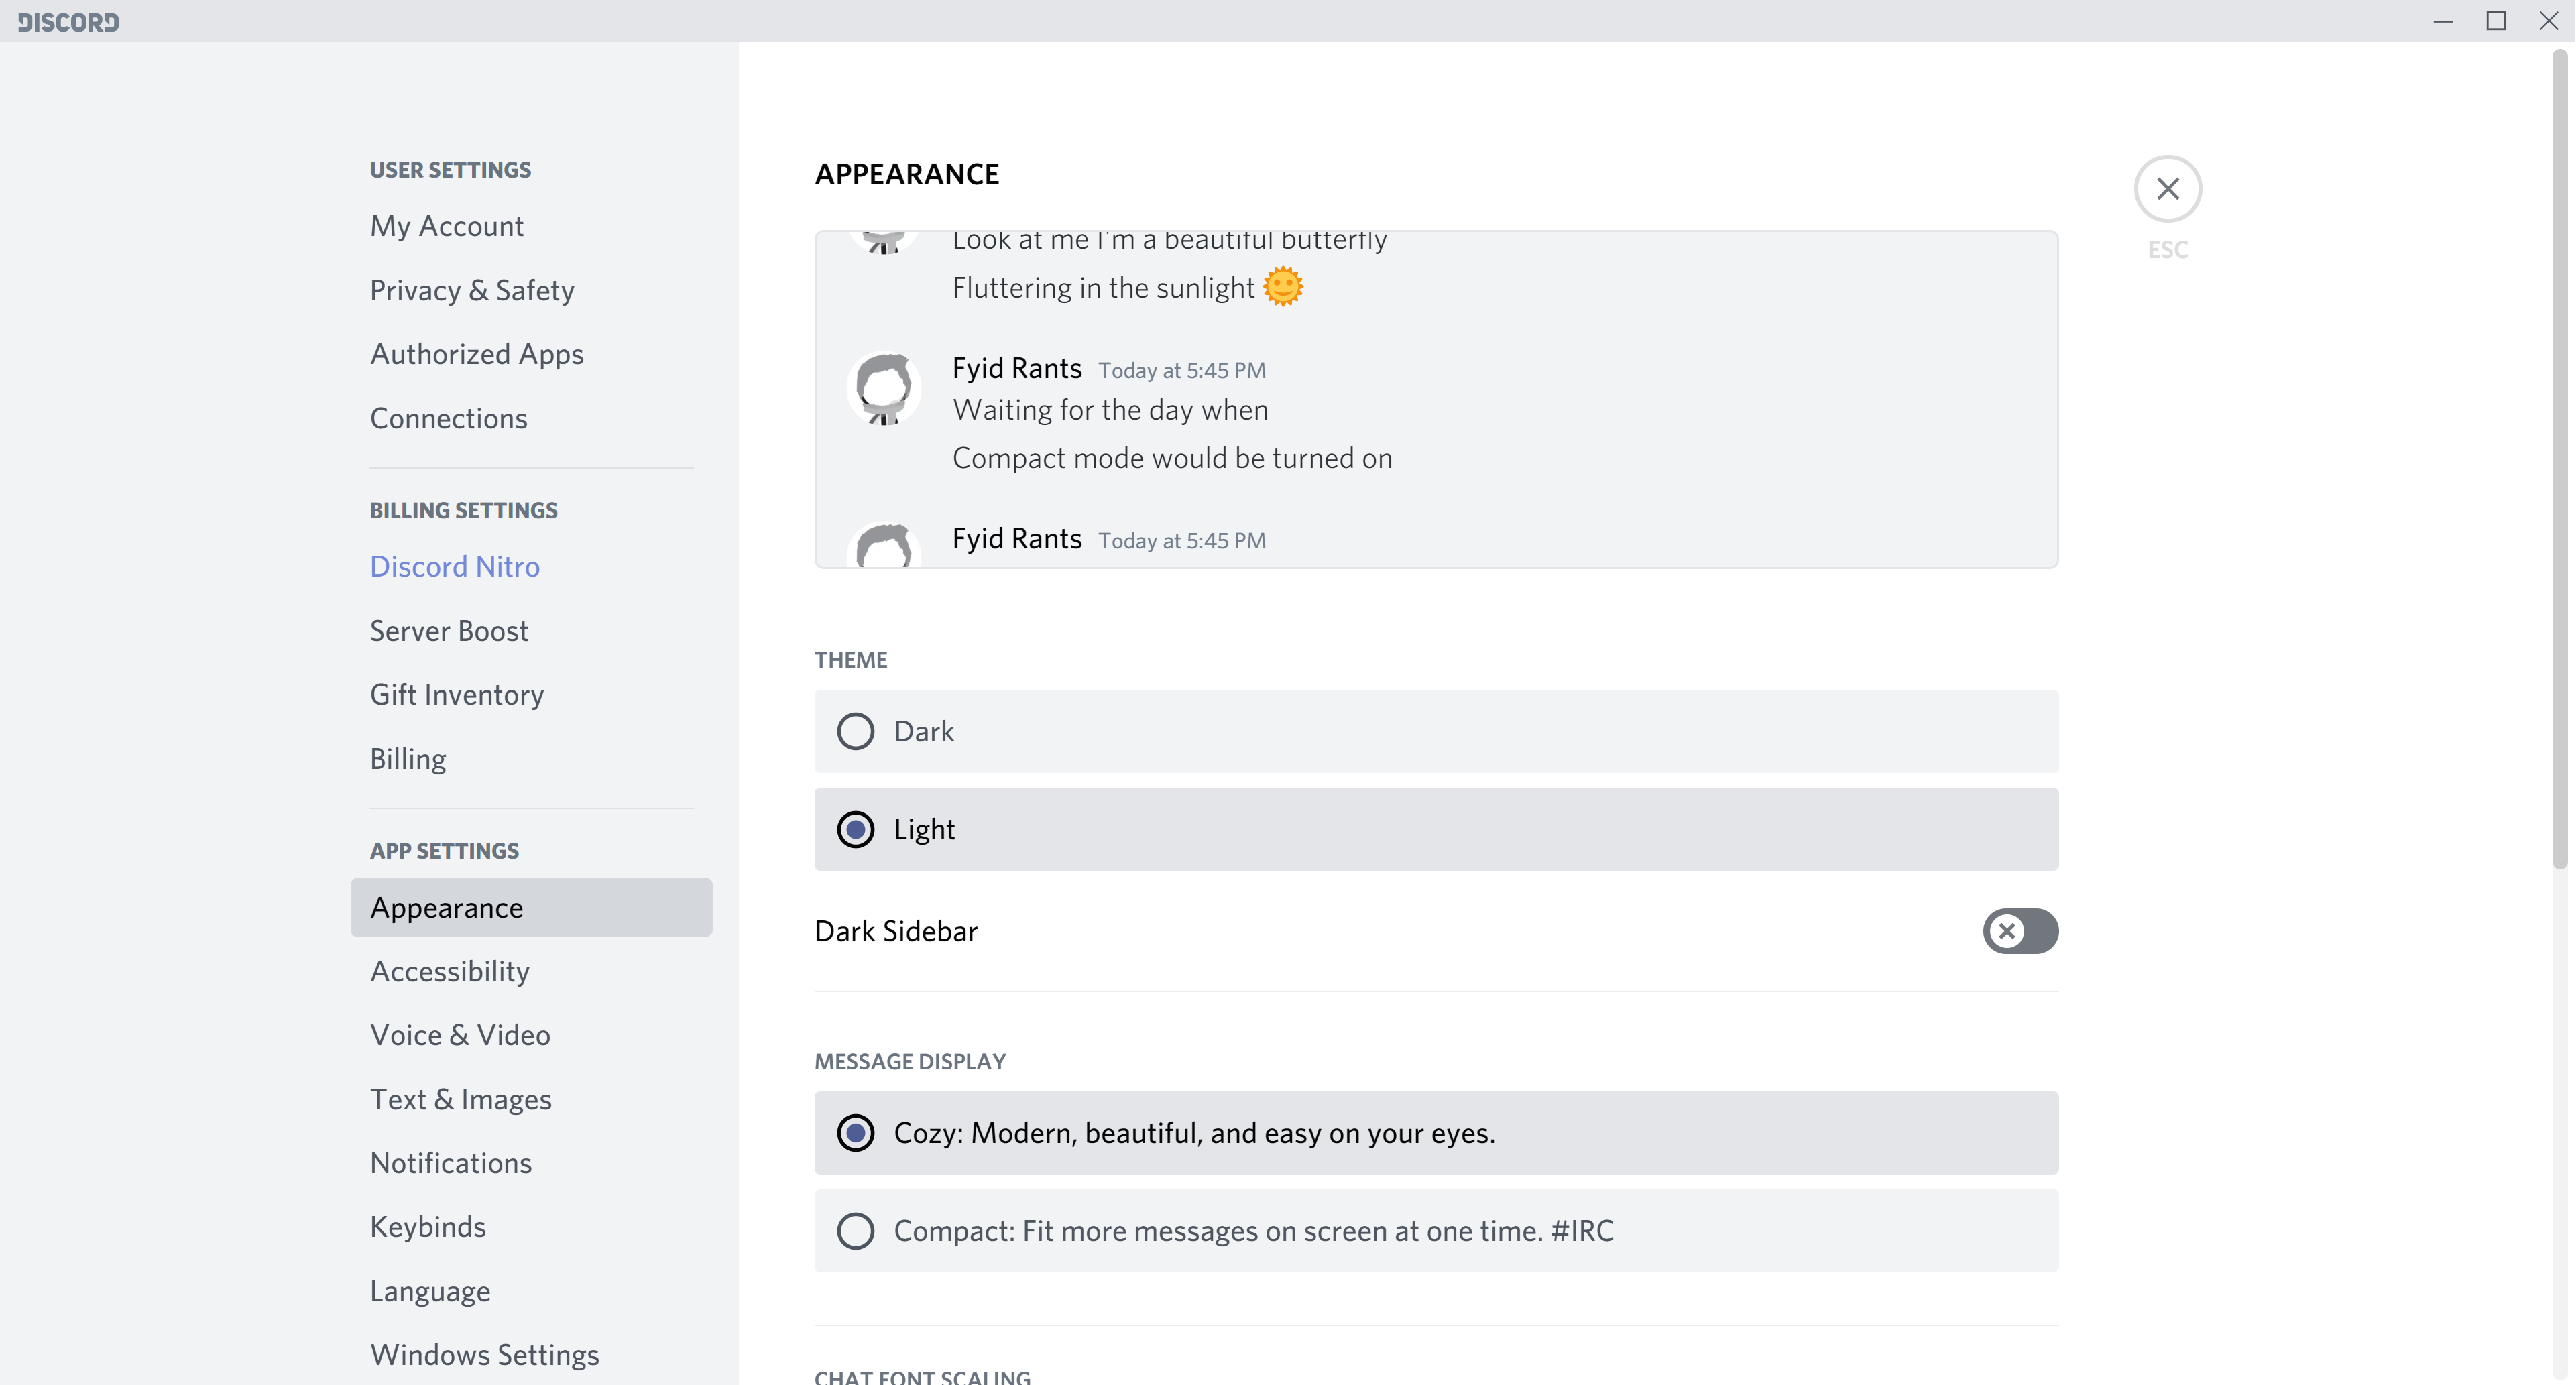 DISCORD
USER SETTINGS
My Account
Privacy & Safety
Authorized Apps
Connections
BILLING SETTINGS
Discord Nitro
Server Boost
Gift Inventory
Billing
APP SETTINGS
Appearance
Accessibility
Voice & Video
Text & Images
Notifications
Keybinds
Language
Windows Settings
APPEARANCE
Look at me I'm a beautiful butterfly
Fluttering in the sunlight
Fyid Rants Today at 5:45 PM
Waiting for the day when
Compact mode would be turned on
Fyid Rants Today at 5:45 PM
THEME
Dark
Light
Dark Sidebar
MESSAGE DISPLAY
Cozy: Modern, beautiful, and easy on your eyes.
Compact: Fit more messages on screen at one time. #IRC
CHAT FONT SCALING
ESC